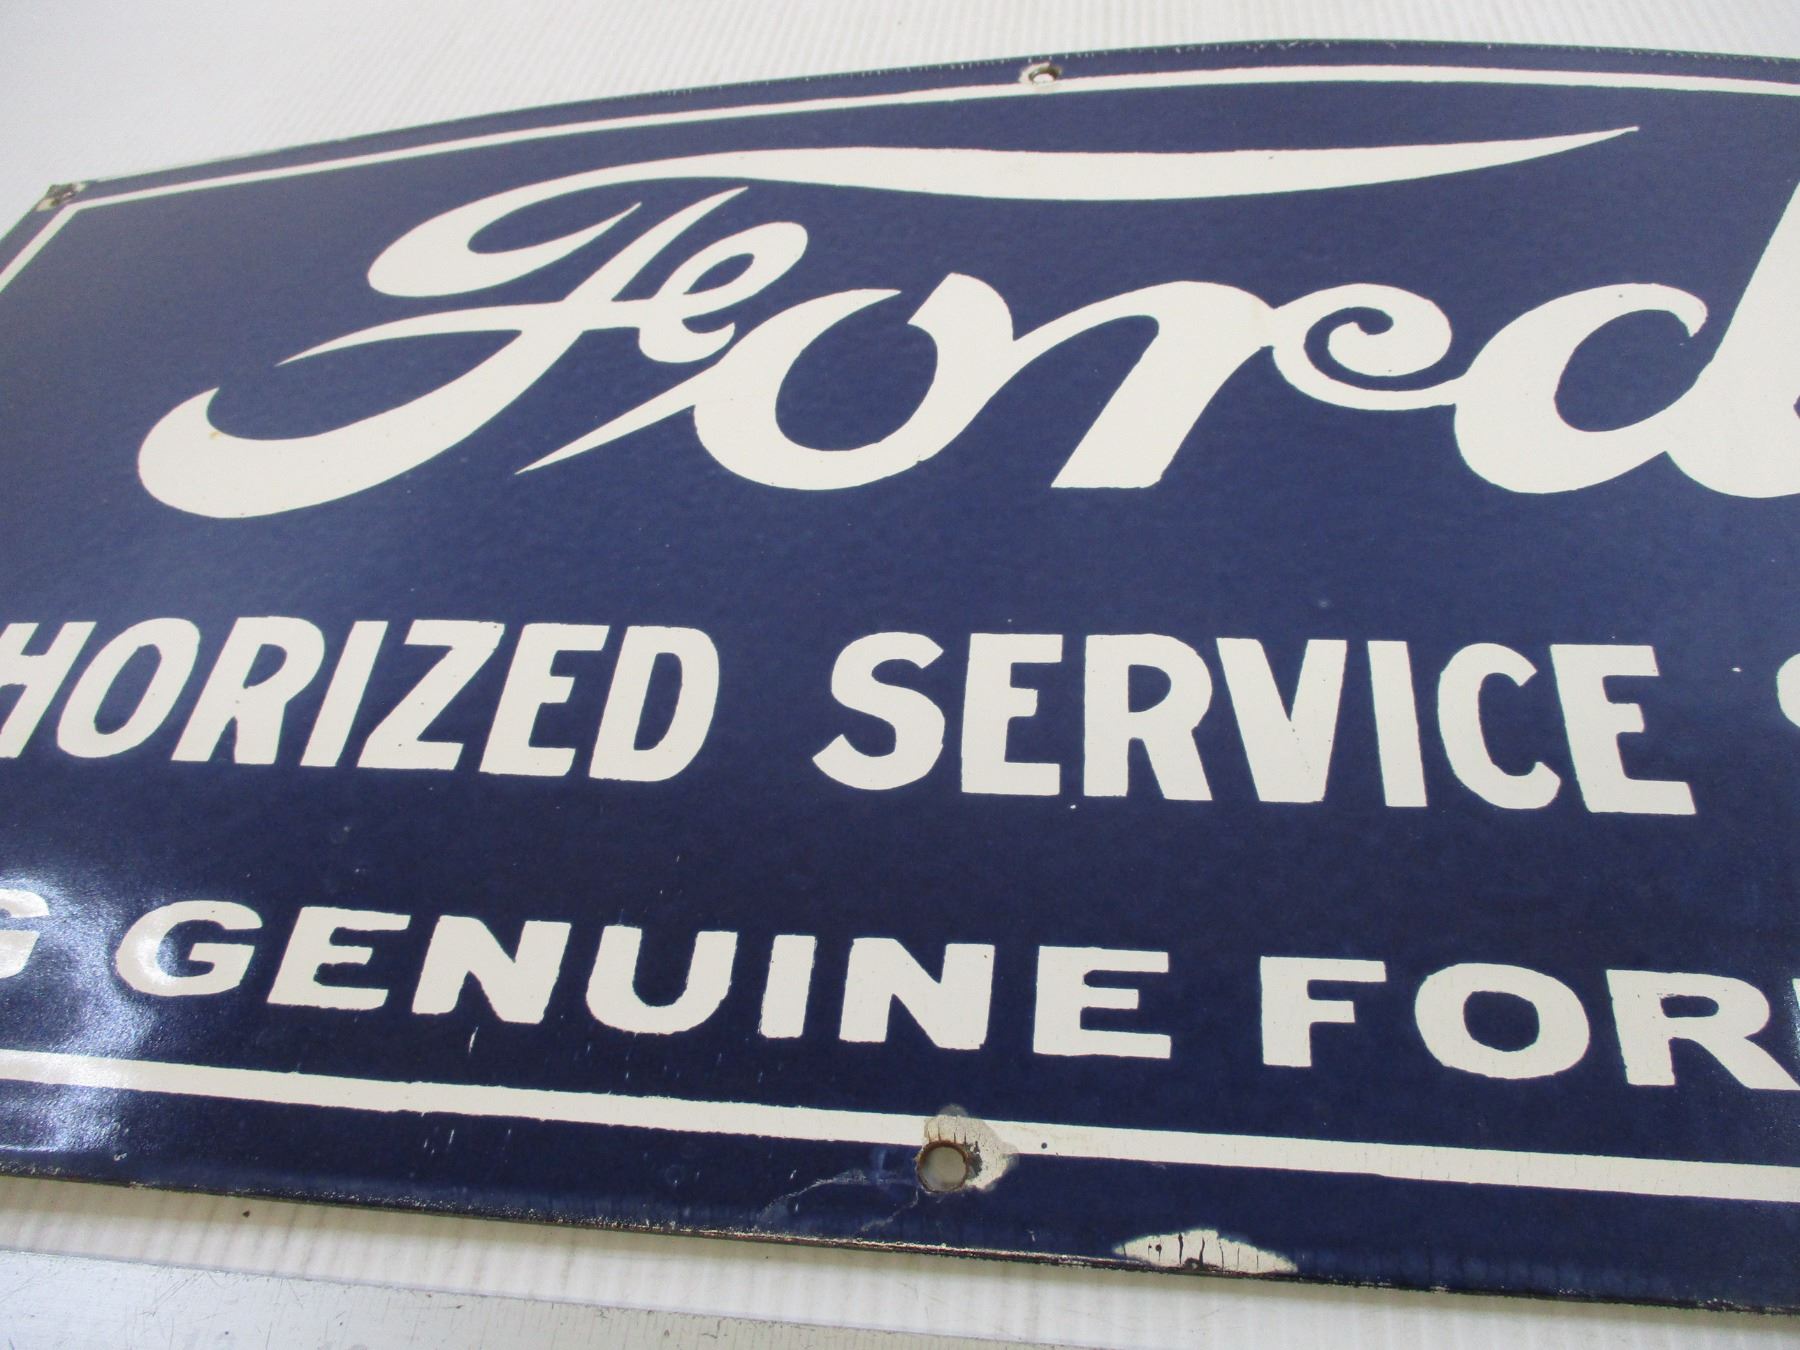 Ford
HORIZED SERVICE S
G GENUINE FOR